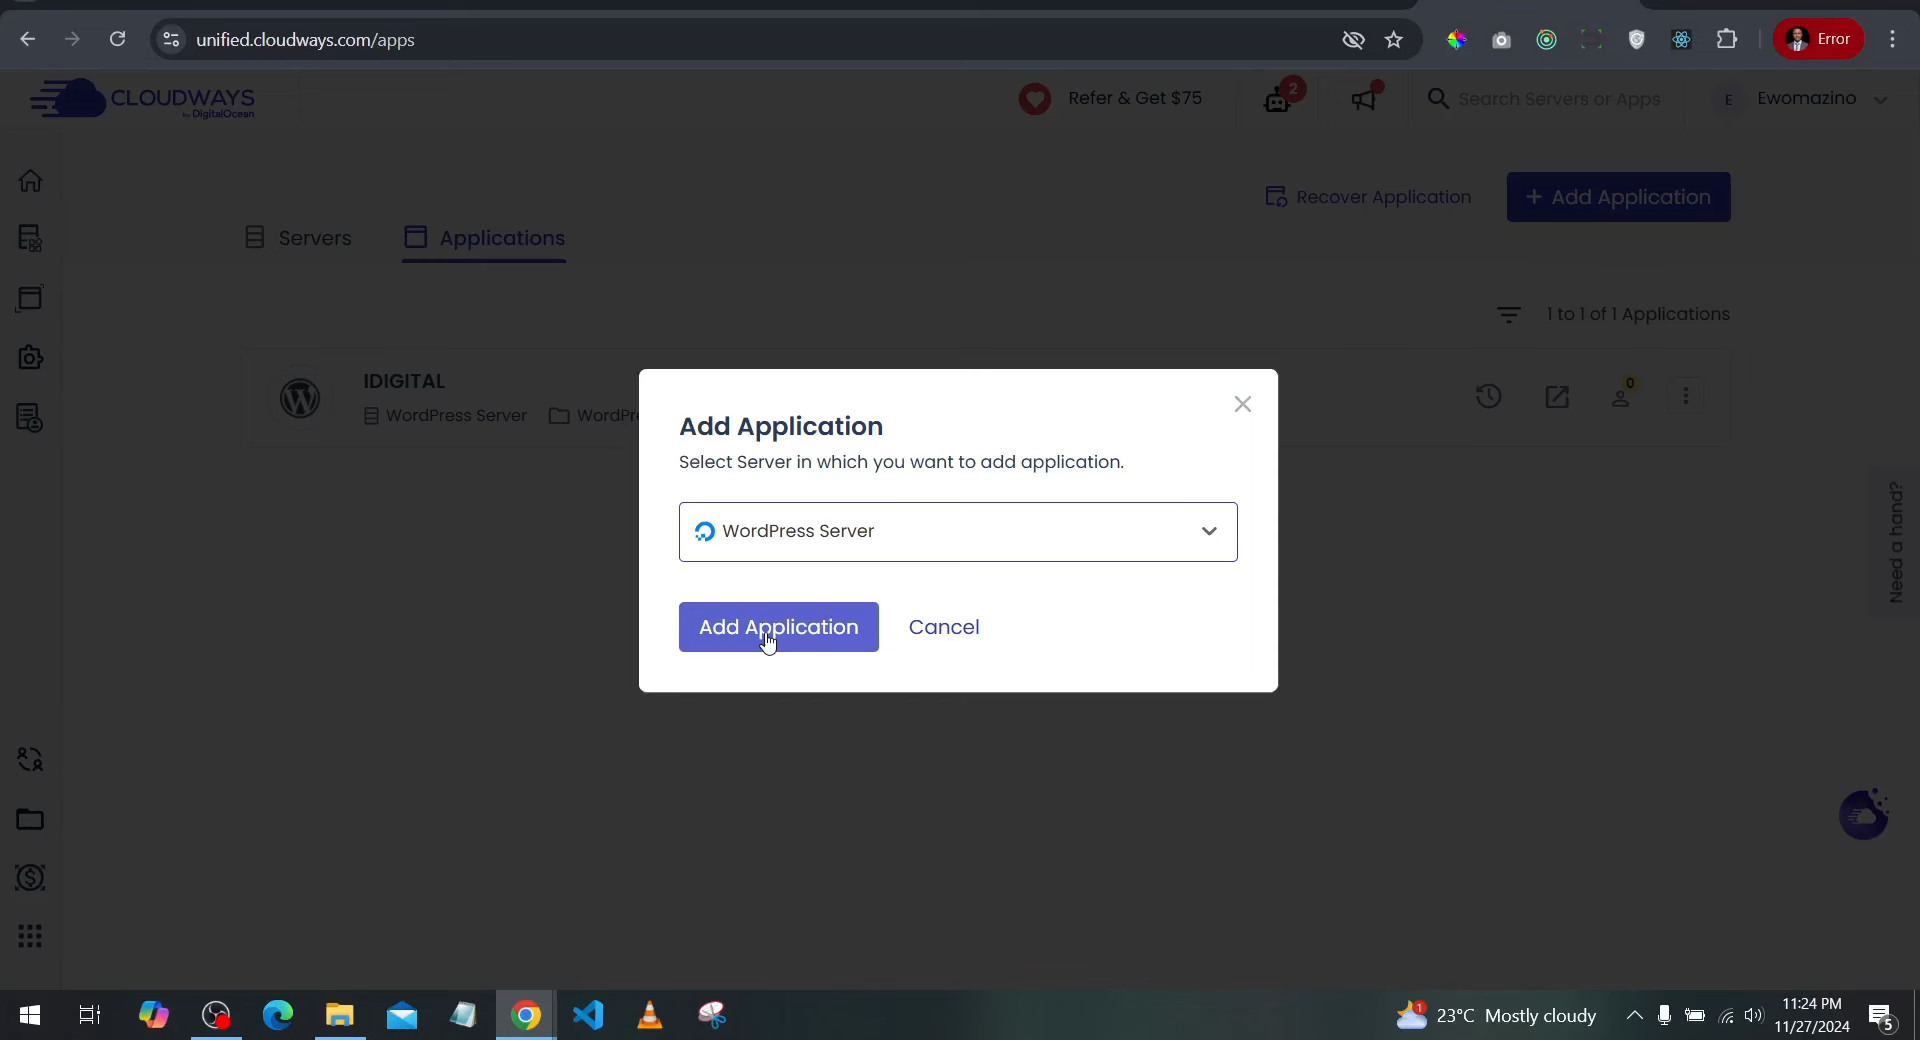 unified.cloudways.com/apps
Error
CLOUDWAYS
by DigitalOcean
Refer & Get $75
2
Search Servers or Apps
E
Ewomazino
Recover Application
+ Add Application
Servers
Applications
1 to 1 of 1 Applications
IDIGITAL
WordPress Server
WordPre
0
Add Application
Select Server in which you want to add application.
WordPress Server
Add Application
Cancel
Need a hand?
1
23°C Mostly cloudy
11:24 PM
11/27/2024
5